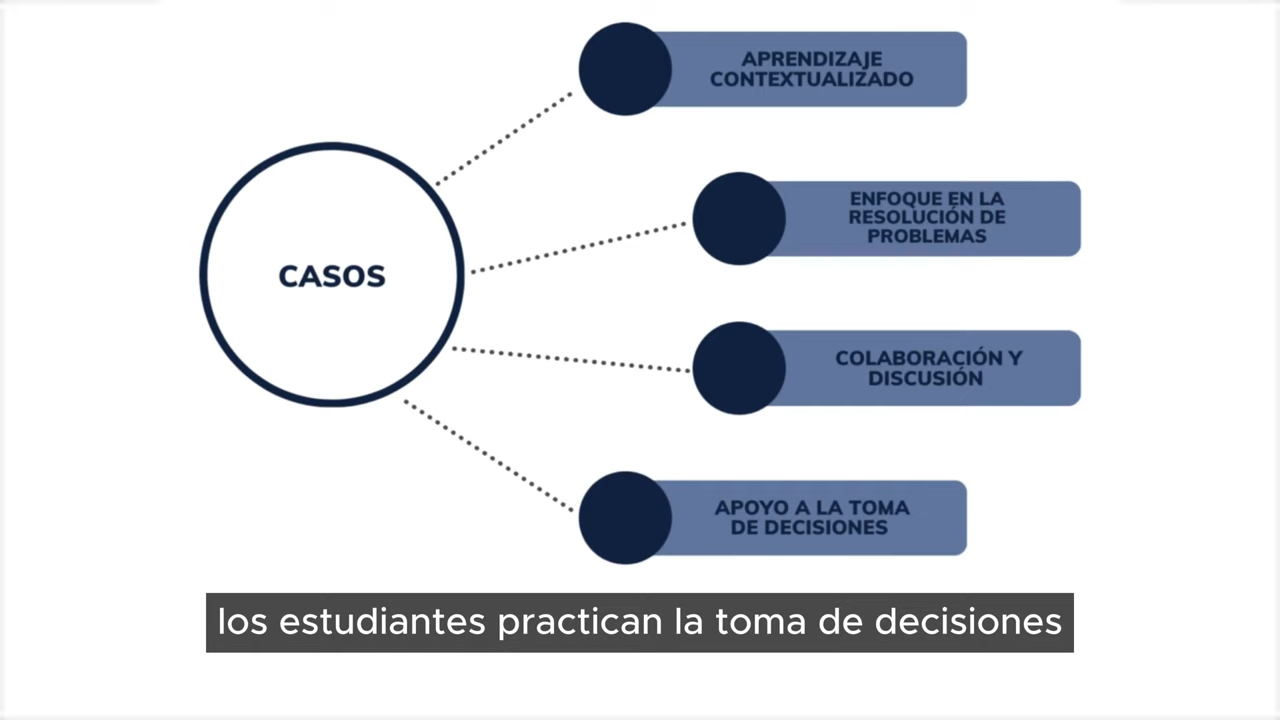 APRENDIZAJE
CONTEXTUALIZADO
ENFOQUE EN LA
RESOLUCIÓN DE
PROBLEMAS
CASOS
COLABORACIÓN Y
DISCUSIÓN
APOYO A LA TOMA
DE DECISIONES
los estudiantes practican la toma de decisiones